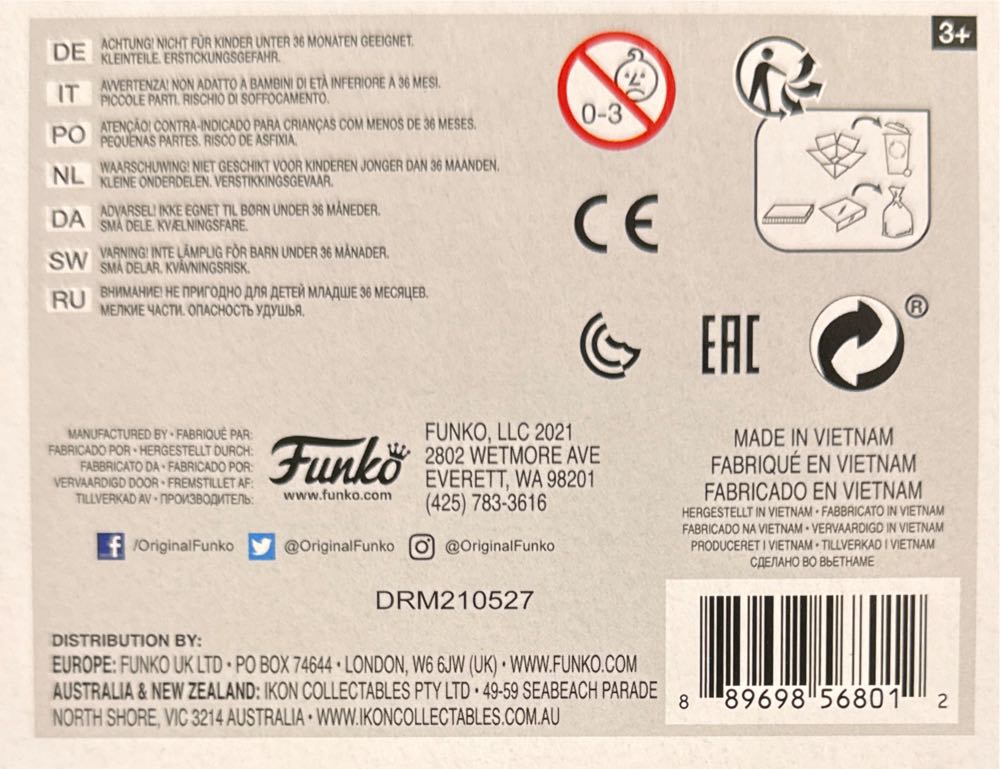 3+
DE ACHTUNG! NICHT FÜR KINDER UNTER 36 MONATEN GEEIGNET.
KLEINTEILE. ERSTICKUNGSGEFAHR.
IT AVVERTENZA! NON ADATTO A BAMBINI DI ETÀ INFERIORE A 36 MESI.
PICCOLE PARTI. RISCHIO DI SOFFOCAMENTO.
PO ATENÇÃO! CONTRA-INDICADO PARA CRIANÇAS COM MENOS DE 36 MESES.
PEQUENAS PARTES. RISCO DE ASFIXIA.
NL WAARSCHUWING! NIET GESCHIKT VOOR KINDEREN JONGER DAN 36 MAANDEN.
KLEINE ONDERDELEN. VERSTIKKINGSGEVAAR.
DA ADVARSEL! IKKE EGNET TIL BØRN UNDER 36 MÅNEDER.
SMÅ DELE. KVÆLNINGSFARE.
SW VARNING! INTE LÄMPLIG FÖR BARN UNDER 36 MÅNADER.
SMÅ DELAR. KVÄVNINGSRISK.
RU ВНИМАНИЕ! НЕ ПРИГОДНО ДЛЯ ДЕТЕЙ МЛАДШЕ 36 МЕСЯЦЕВ.
МЕЛКИЕ ЧАСТИ. ОПАСНОСТЬ УДУШЬЯ.
0-3
CE
EAC
®
MANUFACTURED BY • FABRIQUÉ PAR:
FABRICADO POR • HERGESTELLT DURCH:
FABBRICATO DA • FABRICADO POR:
VERVAARDIGD DOOR • FREMSTILLET AF:
TILLVERKAD AV • ПРОИЗВОДИТЕЛЬ:
Funko
www.funko.com
FUNKO, LLC 2021
2802 WETMORE AVE
EVERETT, WA 98201
(425) 783-3616
MADE IN VIETNAM
FABRIQUÉ EN VIETNAM
FABRICADO EN VIETNAM
HERGESTELLT IN VIETNAM • FABBRICATO IN VIETNAM
FABRICADO NA VIETNAM • VERVAARDIGD IN VIETNAM
PRODUCERET I VIETNAM • TILLVERKAD I VIETNAM
СДЕЛАНО ВО ВЬЕТНАМЕ
/OriginalFunko @OriginalFunko @OriginalFunko
DRM210527
DISTRIBUTION BY:
EUROPE: FUNKO UK LTD • PO BOX 74644 • LONDON, W6 6JW (UK) • WWW.FUNKO.COM
AUSTRALIA & NEW ZEALAND: IKON COLLECTABLES PTY LTD • 49-59 SEABEACH PARADE
NORTH SHORE, VIC 3214 AUSTRALIA • WWW.IKONCOLLECTABLES.COM.AU
8 89698 56801 2